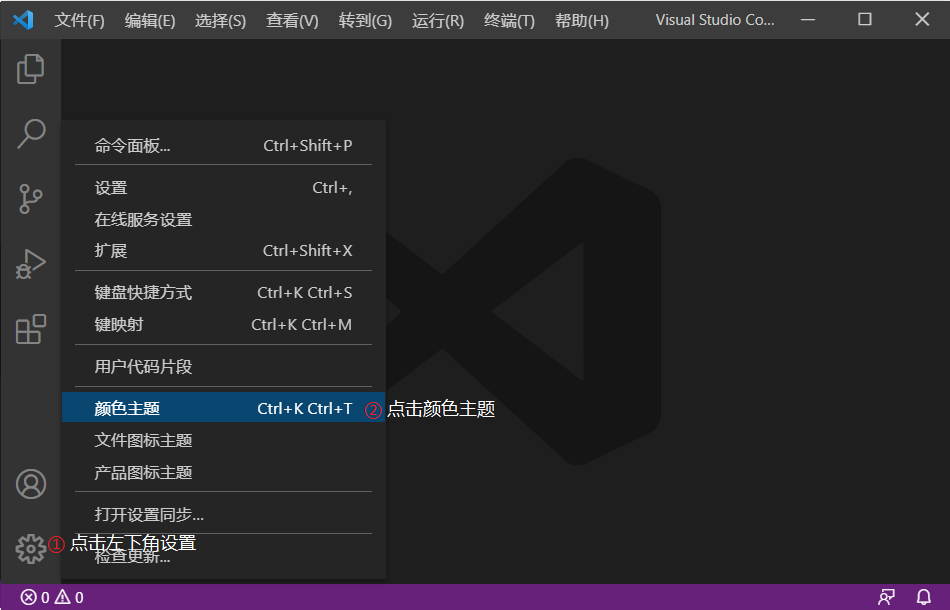 文件(F) 编辑(E) 选择(S) 查看(V) 转到(G) 运行(R) 终端(T) 帮助(H) Visual Studio Co...
命令面板... Ctrl+Shift+P
设置 Ctrl+,
在线服务设置
扩展 Ctrl+Shift+X
键盘快捷方式 Ctrl+K Ctrl+S
键映射 Ctrl+K Ctrl+M
用户代码片段
颜色主题 Ctrl+K Ctrl+T ② 点击颜色主题
文件图标主题
产品图标主题
打开设置同步...
① 点击左下角设置
检查更新...
0 0